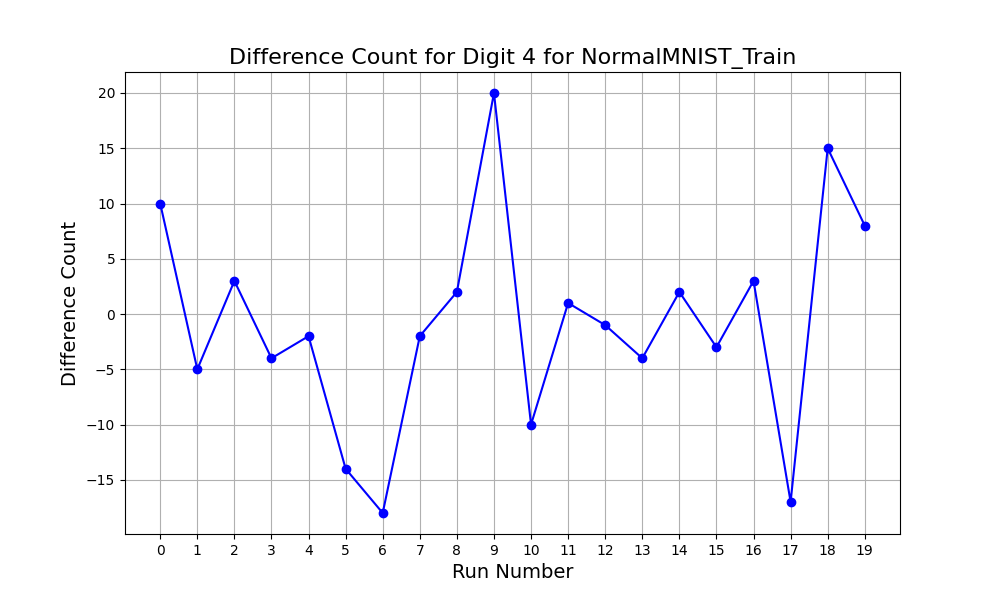 Difference Count for Digit 4 for NormalMNIST_Train
Difference Count
20
15
10
5
0
−5
−10
−15
0 1 2 3 4 5 6 7 8 9 10 11 12 13 14 15 16 17 18 19
Run Number